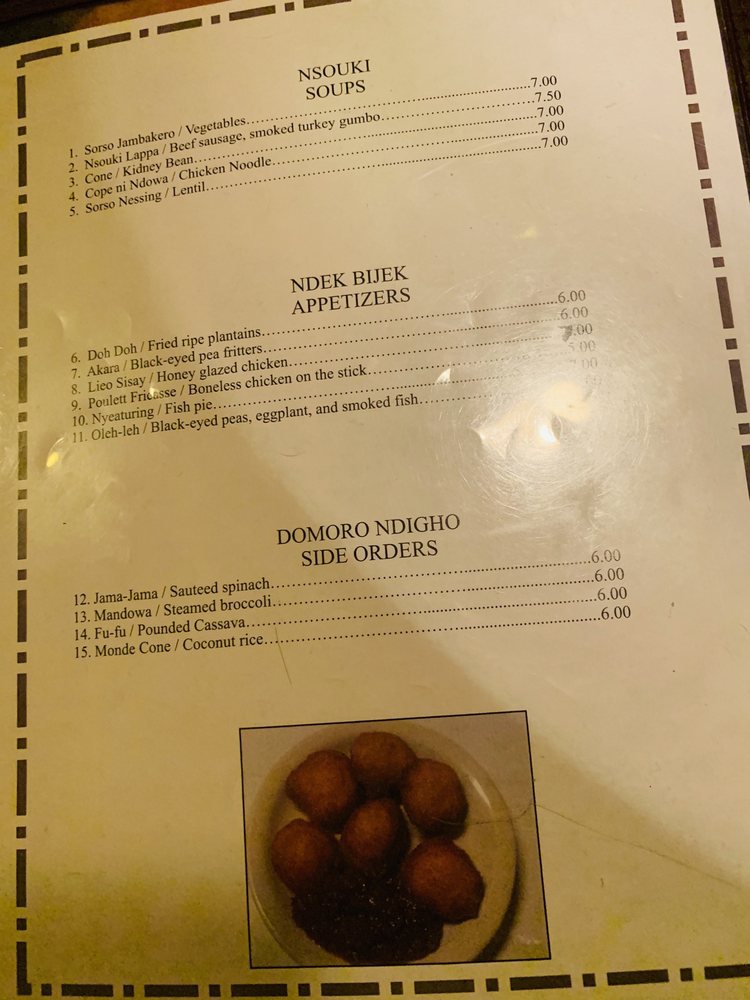 NSOUKI
SOUPS
1. Sorso Jambakero / Vegetables.....7.00
2. Nsouki Lappa / Beef sausage, smoked turkey gumbo.....7.50
3. Cone / Kidney Bean.....7.00
4. Cope ni Ndowa / Chicken Noodle.....7.00
5. Sorso Nessing / Lentil.....7.00
NDEK BIJEK
APPETIZERS
6. Doh Doh / Fried ripe plantains.....6.00
7. Akara / Black-eyed pea fritters.....6.00
8. Lieo Sisay / Honey glazed chicken.....
9. Poulett Fricasse / Boneless chicken on the stick.....
10. Nyeaturing / Fish pie.....
11. Oleh-leh / Black-eyed peas, eggplant, and smoked fish.....
DOMORO NDIGHO
SIDE ORDERS
12. Jama-Jama / Sauteed spinach.....6.00
13. Mandowa / Steamed broccoli.....6.00
14. Fu-fu / Pounded Cassava.....6.00
15. Monde Cone / Coconut rice.....6.00